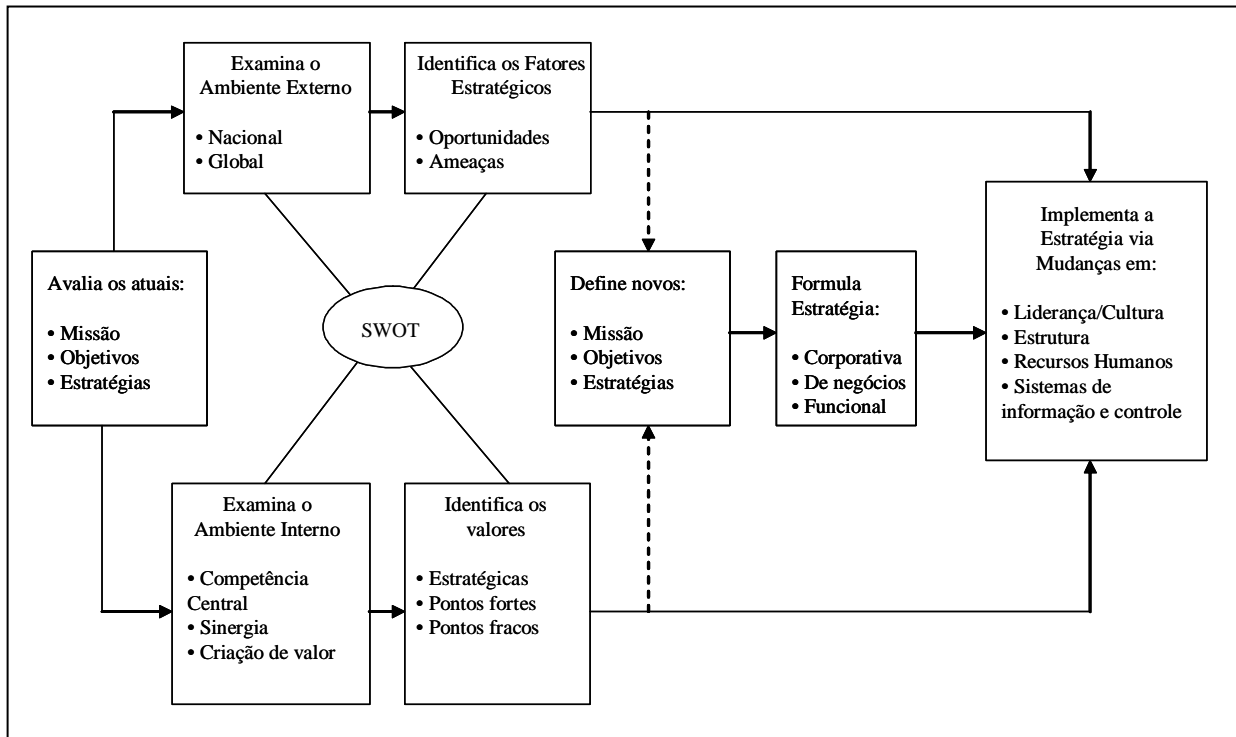 Examina o
Ambiente Externo
• Nacional
• Global
Identifica os Fatores
Estratégicos
• Oportunidades
• Ameaças
Avalia os atuais:
• Missão
• Objetivos
• Estratégias
SWOT
Define novos:
• Missão
• Objetivos
• Estratégias
Formula
Estratégia:
• Corporativa
• De negócios
• Funcional
Implementa a
Estratégia via
Mudanças em:
• Liderança/Cultura
• Estrutura
• Recursos Humanos
• Sistemas de
informação e controle
Examina o
Ambiente Interno
• Competência
Central
• Sinergia
• Criação de valor
Identifica os
valores
• Estratégicas
• Pontos fortes
• Pontos fracos